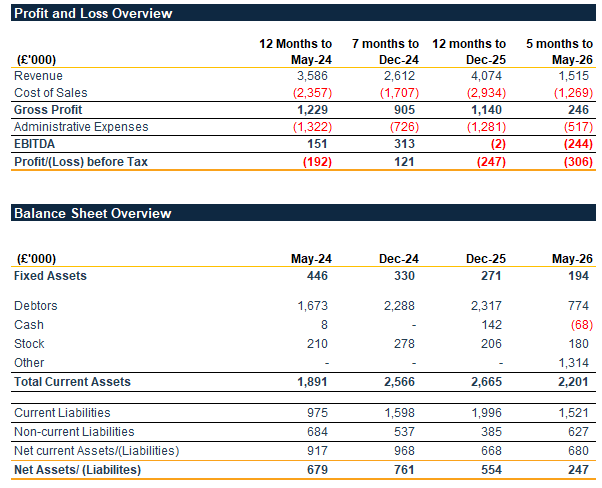 Profit and Loss Overview
12 Months to 7 months to 12 months to 5 months to
(£'000) May-24 Dec-24 Dec-25 May-26
Revenue 3,586 2,612 4,074 1,515
Cost of Sales (2,357) (1,707) (2,934) (1,269)
Gross Profit 1,229 905 1,140 246
Administrative Expenses (1,322) (726) (1,281) (517)
EBITDA 151 313 (2) (244)
Profit/(Loss) before Tax (192) 121 (247) (306)
Balance Sheet Overview
(£'000) May-24 Dec-24 Dec-25 May-26
Fixed Assets 446 330 271 194
Debtors 1,673 2,288 2,317 774
Cash 8 - 142 (68)
Stock 210 278 206 180
Other - - - 1,314
Total Current Assets 1,891 2,566 2,665 2,201
Current Liabilities 975 1,598 1,996 1,521
Non-current Liabilities 684 537 385 627
Net current Assets/(Liabilities) 917 968 668 680
Net Assets/ (Liabilites) 679 761 554 247